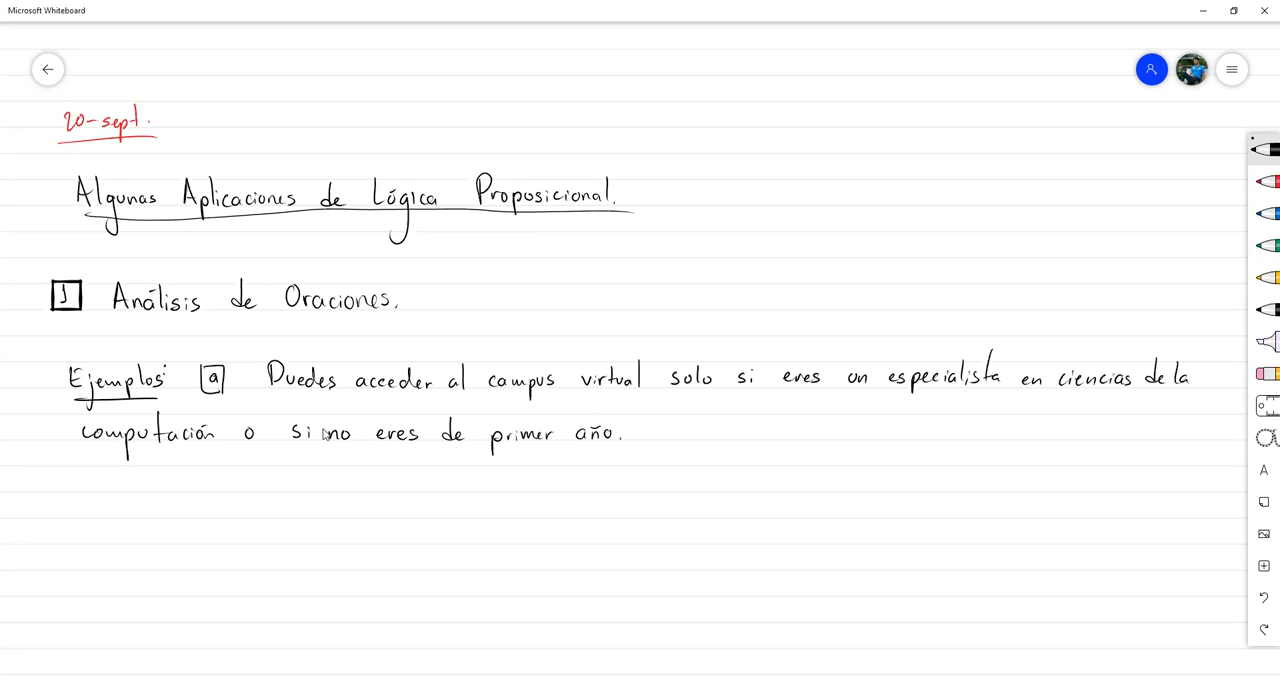 Microsoft Whiteboard
20-sept.
Algunas Aplicaciones de Lógica Proposicional.
1 Análisis de Oraciones.
Ejemplos: a Puedes acceder al campus virtual solo si eres un especialista en ciencias de la
computación o si no eres de primer año.
A